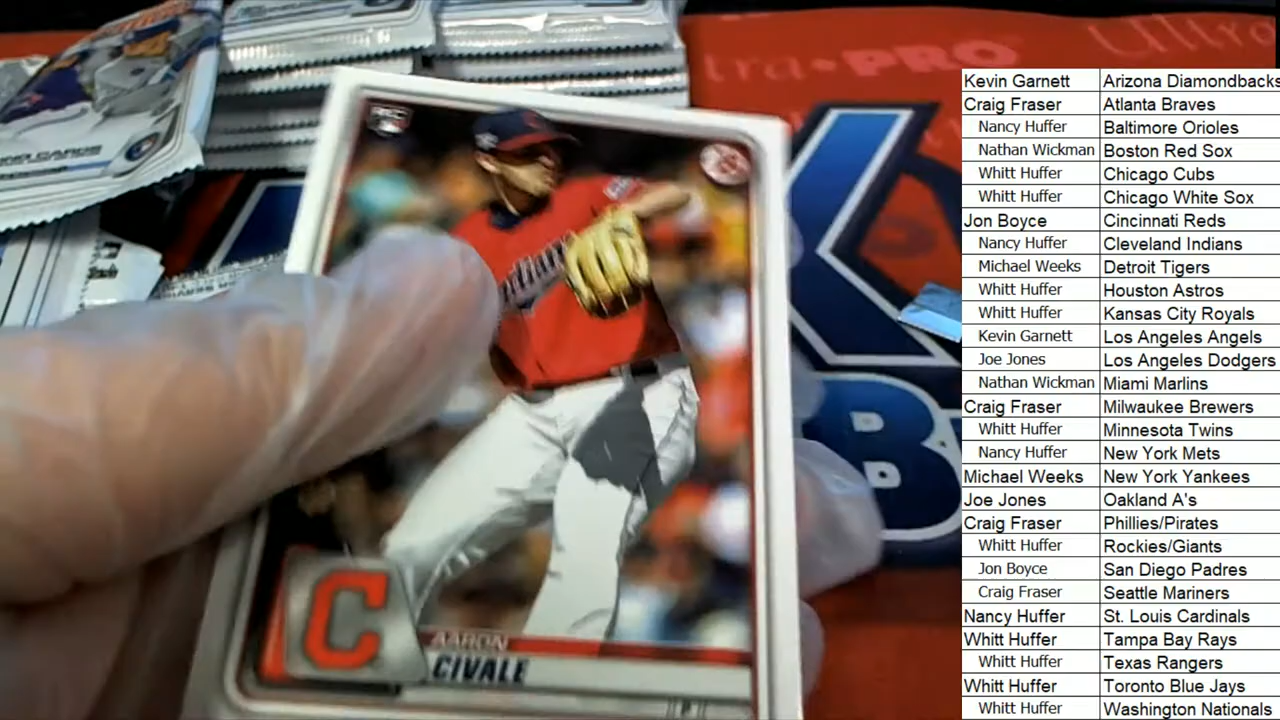 tra•PRO Ultra
RC
Indians
C
AARON
CIVALE
P
B
Kevin Garnett Arizona Diamondbacks
Craig Fraser Atlanta Braves
Nancy Huffer Baltimore Orioles
Nathan Wickman Boston Red Sox
Whitt Huffer Chicago Cubs
Whitt Huffer Chicago White Sox
Jon Boyce Cincinnati Reds
Nancy Huffer Cleveland Indians
Michael Weeks Detroit Tigers
Whitt Huffer Houston Astros
Whitt Huffer Kansas City Royals
Kevin Garnett Los Angeles Angels
Joe Jones Los Angeles Dodgers
Nathan Wickman Miami Marlins
Craig Fraser Milwaukee Brewers
Whitt Huffer Minnesota Twins
Nancy Huffer New York Mets
Michael Weeks New York Yankees
Joe Jones Oakland A's
Craig Fraser Phillies/Pirates
Whitt Huffer Rockies/Giants
Jon Boyce San Diego Padres
Craig Fraser Seattle Mariners
Nancy Huffer St. Louis Cardinals
Whitt Huffer Tampa Bay Rays
Whitt Huffer Texas Rangers
Whitt Huffer Toronto Blue Jays
Whitt Huffer Washington Nationals